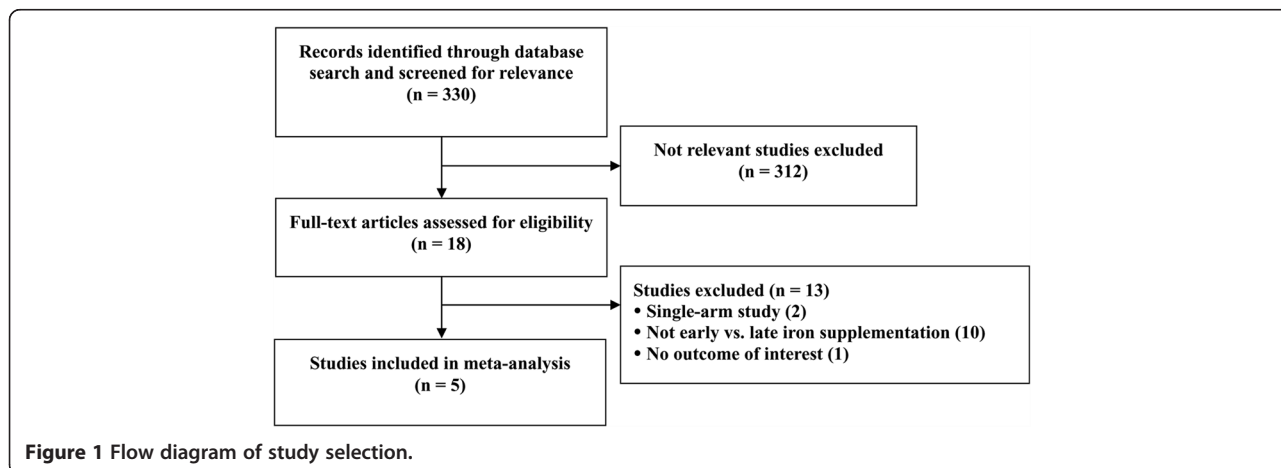 Records identified through database
search and screened for relevance
(n = 330)
Not relevant studies excluded
(n = 312)
Full-text articles assessed for eligibility
(n = 18)
Studies excluded (n = 13)
• Single-arm study (2)
• Not early vs. late iron supplementation (10)
• No outcome of interest (1)
Studies included in meta-analysis
(n = 5)
Figure 1 Flow diagram of study selection.